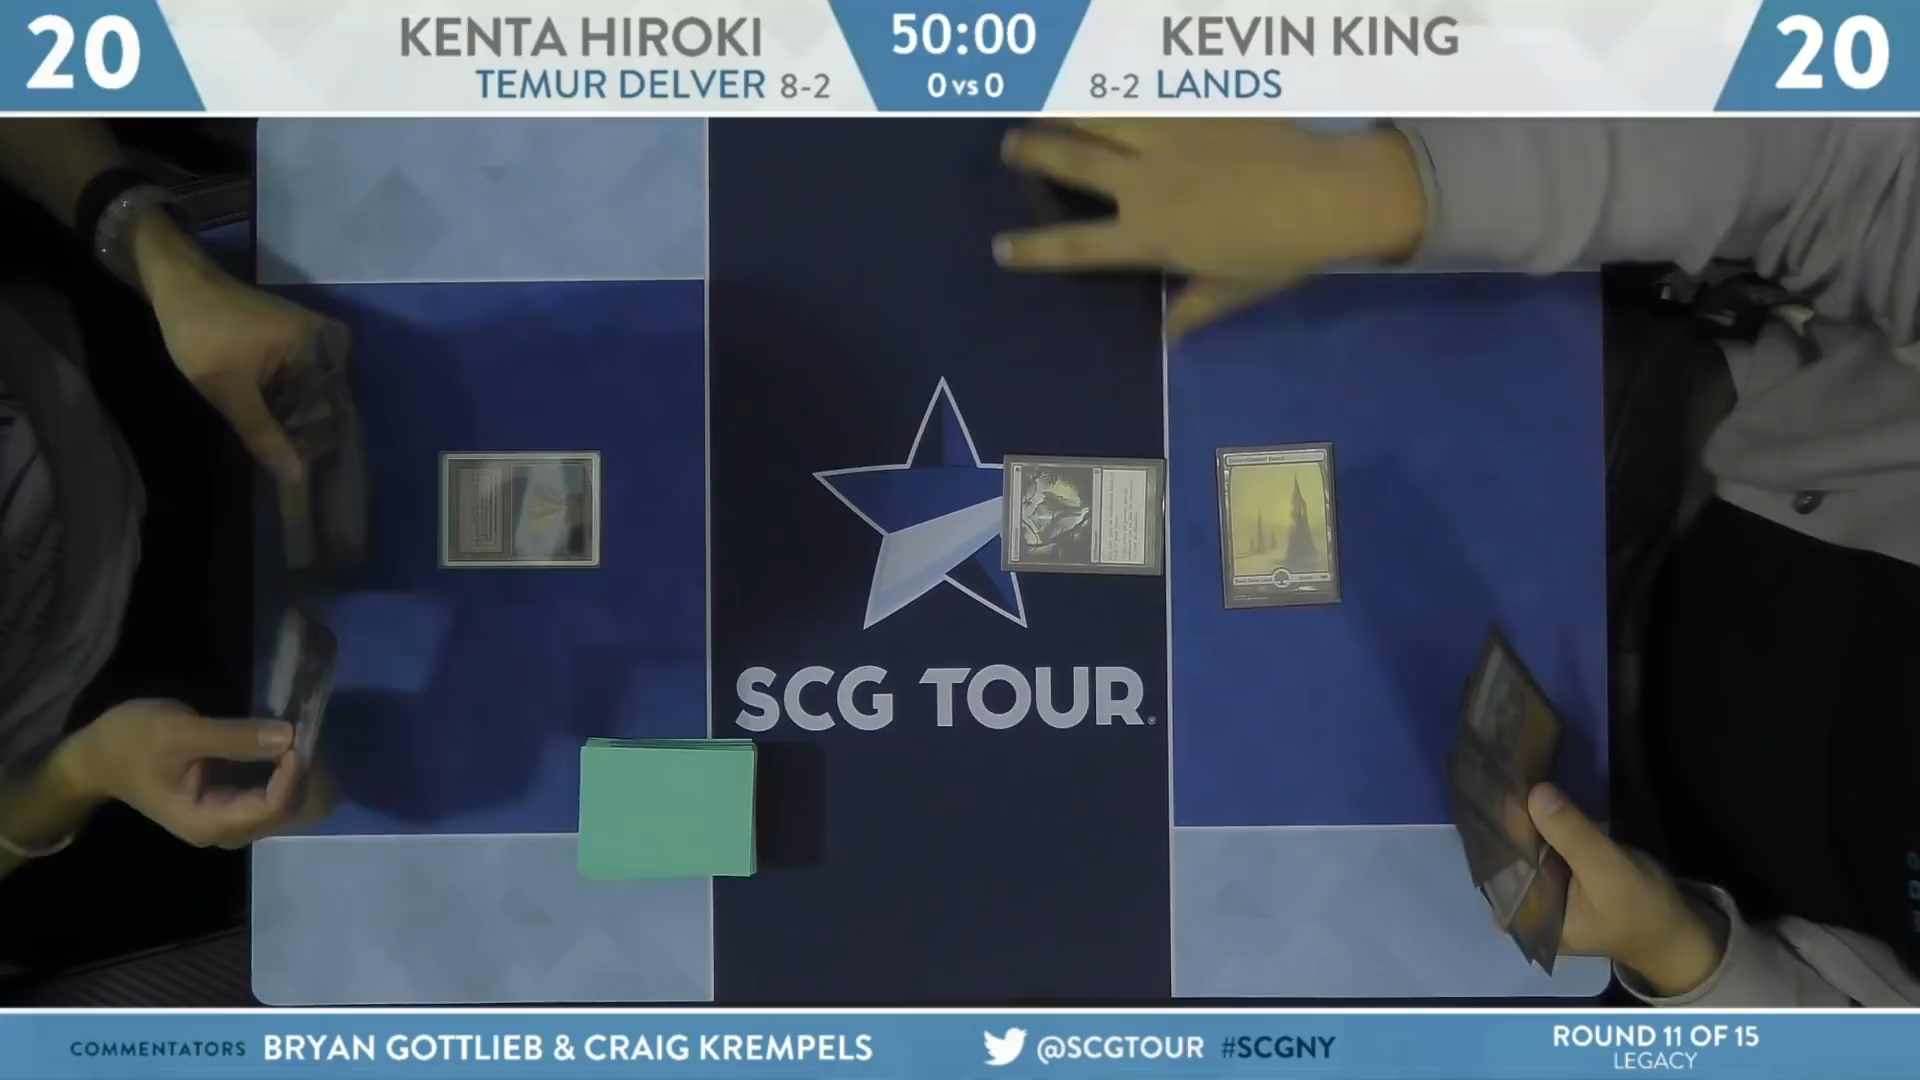 20
KENTA HIROKI
TEMUR DELVER 8-2
50:00
0 vs 0
KEVIN KING
8-2 LANDS
20
SCG TOUR
COMMENTATORS BRYAN GOTTLIEB & CRAIG KREMPELS
@SCGTOUR #SCGNY
ROUND 11 OF 15
LEGACY